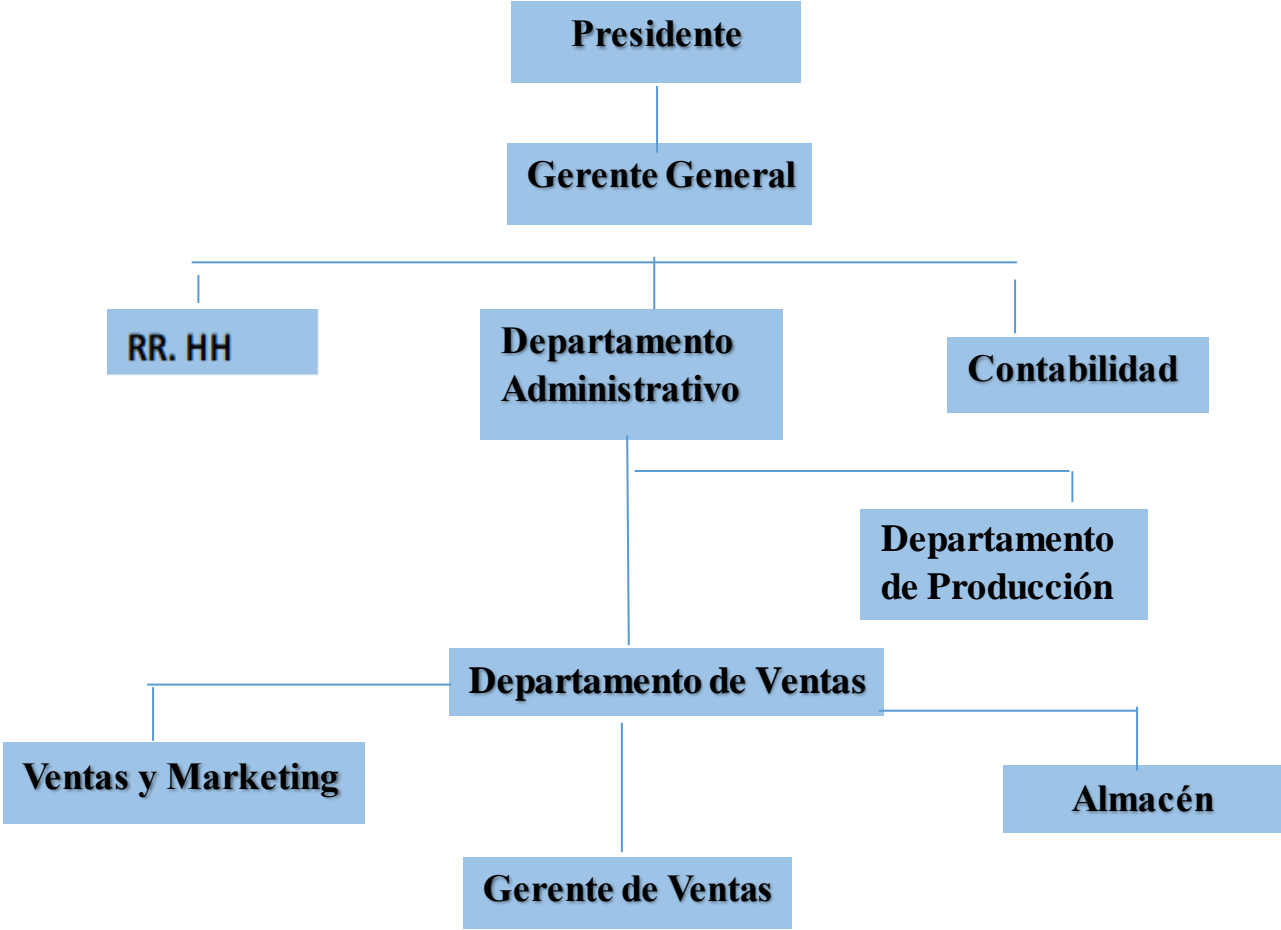 Presidente
Gerente General
RR. HH
Departamento
Administrativo
Contabilidad
Departamento
de Producción
Departamento de Ventas
Ventas y Marketing
Almacén
Gerente de Ventas